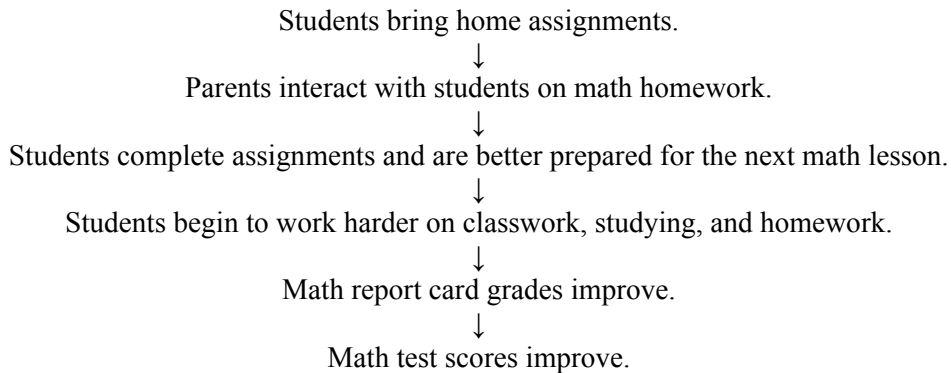 Students bring home assignments.
↓
Parents interact with students on math homework.
↓
Students complete assignments and are better prepared for the next math lesson.
↓
Students begin to work harder on classwork, studying, and homework.
↓
Math report card grades improve.
↓
Math test scores improve.